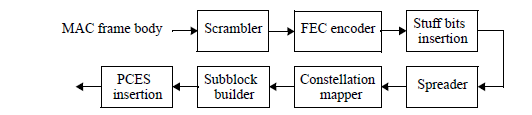 MAC frame body
Scrambler
FEC encoder
Stuff bits
insertion
PCES
insertion
Subblock
builder
Constellation
mapper
Spreader